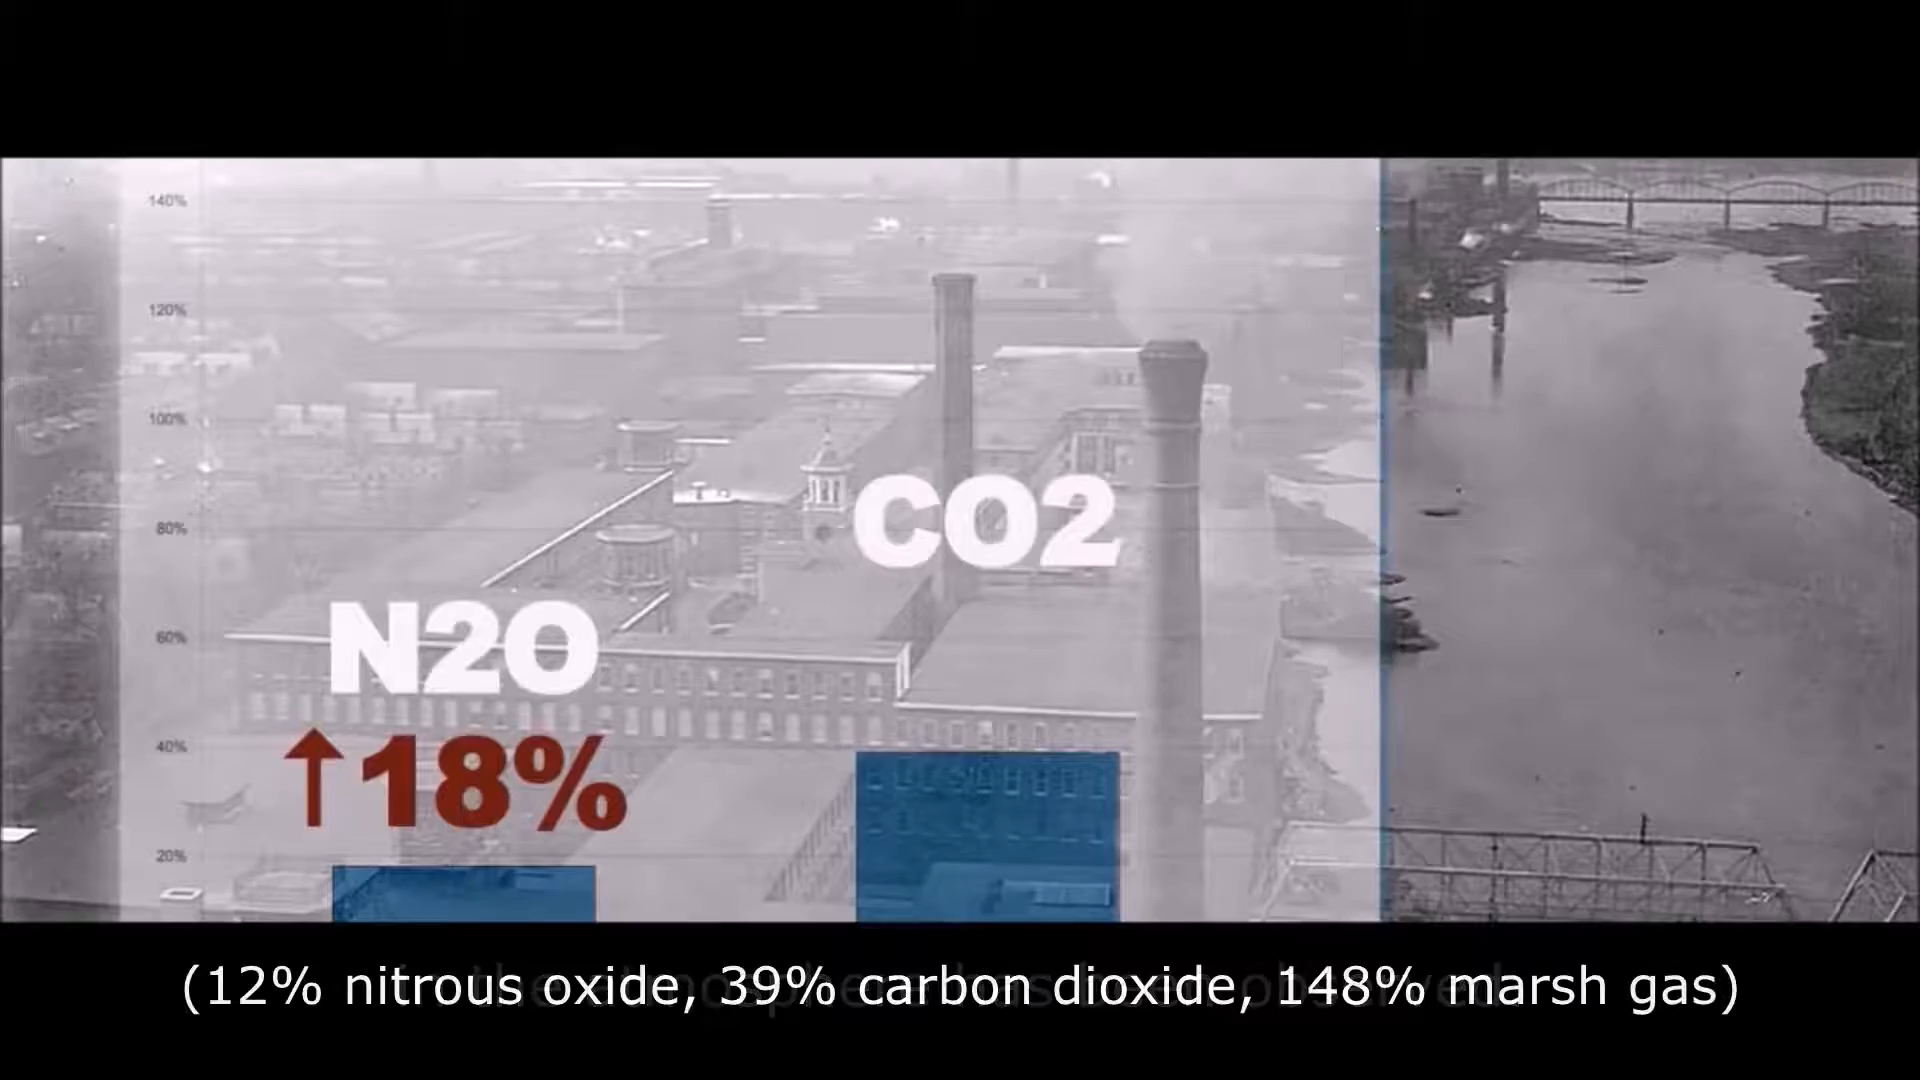 140%
120%
100%
80%
60%
40%
20%
CO2
N2O
↑18%
(12% nitrous oxide, 39% carbon dioxide, 148% marsh gas)